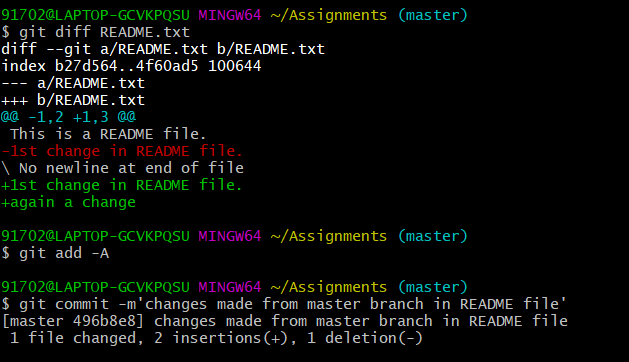 91702@LAPTOP-GCVKPQSU MINGW64 ~/Assignments (master)
$ git diff README.txt
diff --git a/README.txt b/README.txt
index b27d564..4f60ad5 100644
--- a/README.txt
+++ b/README.txt
@@ -1,2 +1,3 @@
 This is a README file.
-1st change in README file.
\ No newline at end of file
+1st change in README file.
+again a change
91702@LAPTOP-GCVKPQSU MINGW64 ~/Assignments (master)
$ git add -A
91702@LAPTOP-GCVKPQSU MINGW64 ~/Assignments (master)
$ git commit -m'changes made from master branch in README file'
[master 496b8e8] changes made from master branch in README file
 1 file changed, 2 insertions(+), 1 deletion(-)